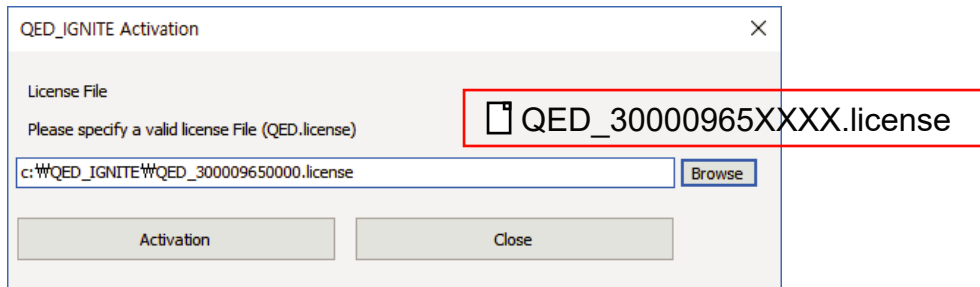 QED_IGNITE Activation
License File
QED_30000965XXXX.license
Please specify a valid license File (QED.license)
c:₩QED_IGNITE₩QED_300009650000.license
Browse
Activation
Close